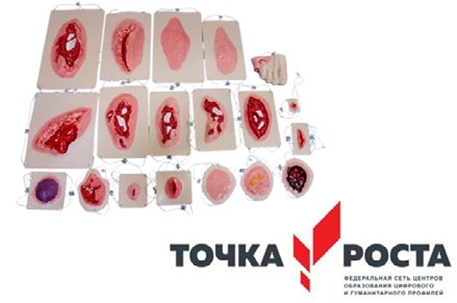 ТОЧКА РОСТА
ФЕДЕРАЛЬНАЯ СЕТЬ ЦЕНТРОВ
ОБРАЗОВАНИЯ ЦИФРОВОГО
И ГУМАНИТАРНОГО ПРОФИЛЕЙ